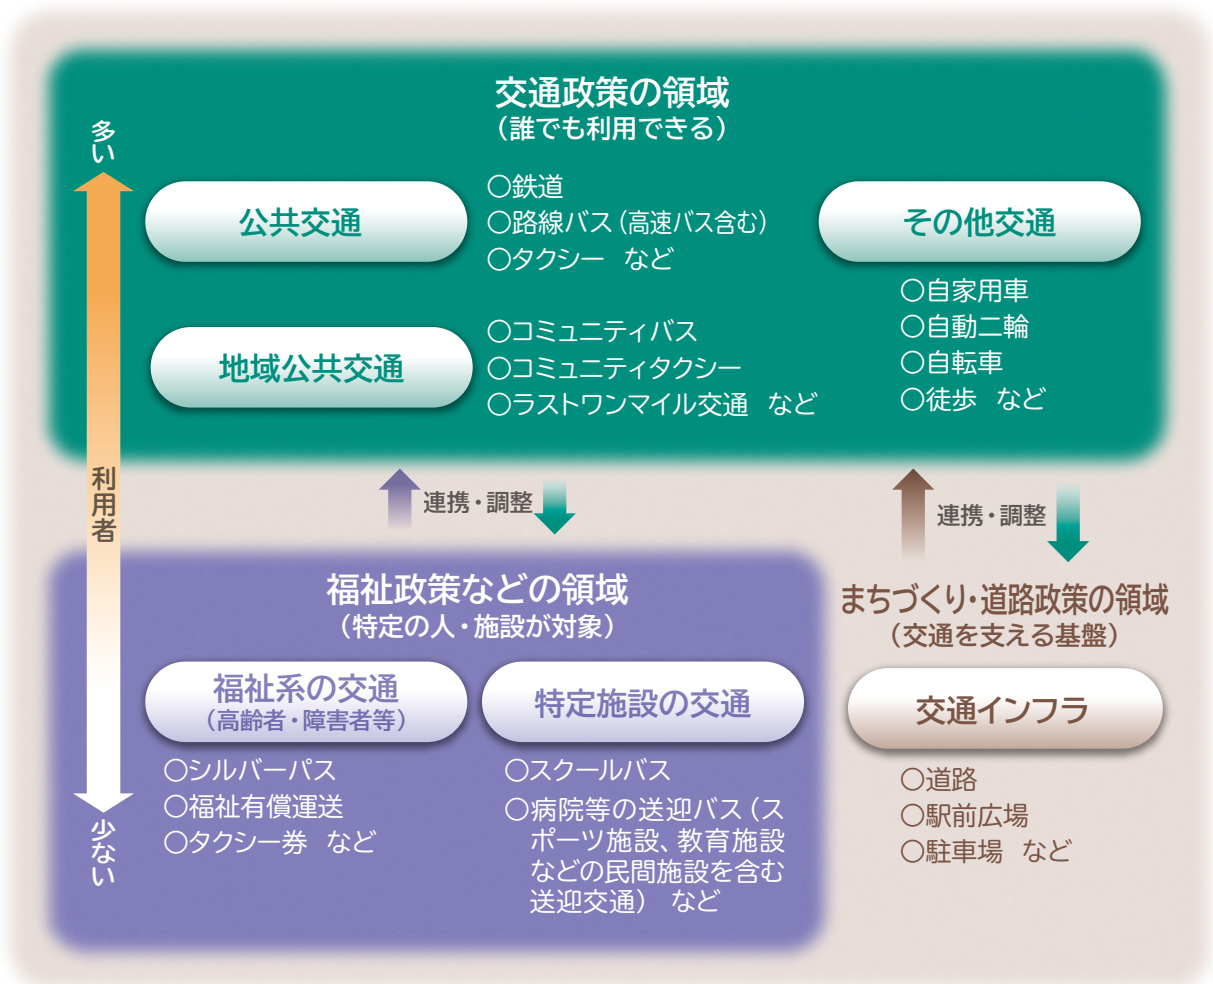 交通政策の領域
(誰でも利用できる)
多い
公共交通
○鉄道
○路線バス(高速バス含む)
○タクシー など
その他交通
○自家用車
○自動二輪
○自転車
○徒歩 など
地域公共交通
○コミュニティバス
○コミュニティタクシー
○ラストワンマイル交通 など
利用者
連携・調整
連携・調整
福祉政策などの領域
(特定の人・施設が対象)
福祉系の交通
(高齢者・障害者等)
○シルバーパス
○福祉有償運送
○タクシー券 など
特定施設の交通
○スクールバス
○病院等の送迎バス(ス
ポーツ施設、教育施設
などの民間施設を含む
送迎交通) など
まちづくり・道路政策の領域
(交通を支える基盤)
交通インフラ
○道路
○駅前広場
○駐車場 など
少ない